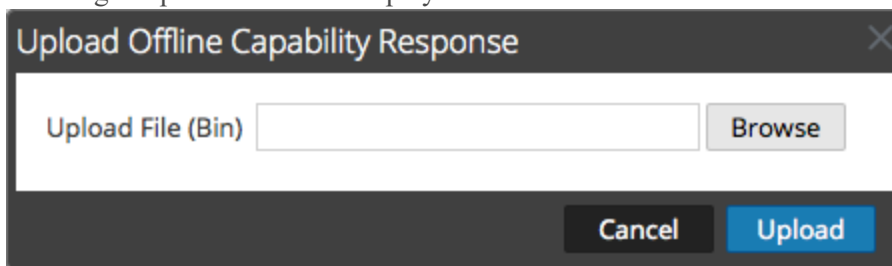 Upload Offline Capability Response
Upload File (Bin) Browse
Cancel Upload